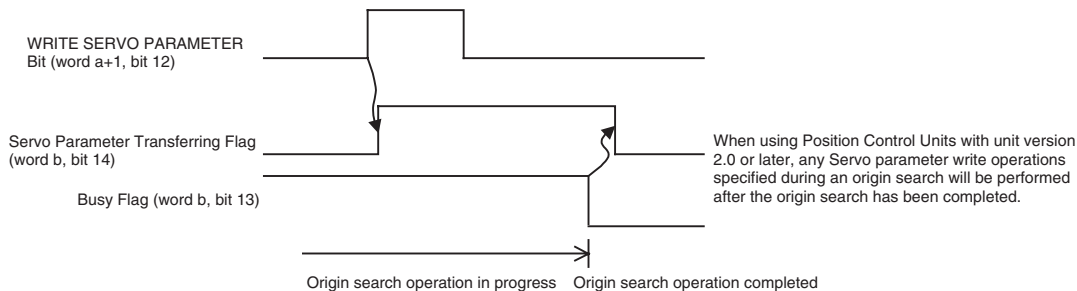 WRITE SERVO PARAMETER
Bit (word a+1, bit 12)
Servo Parameter Transferring Flag
(word b, bit 14)
Busy Flag (word b, bit 13)
When using Position Control Units with unit version
2.0 or later, any Servo parameter write operations
specified during an origin search will be performed
after the origin search has been completed.
Origin search operation in progress
Origin search operation completed